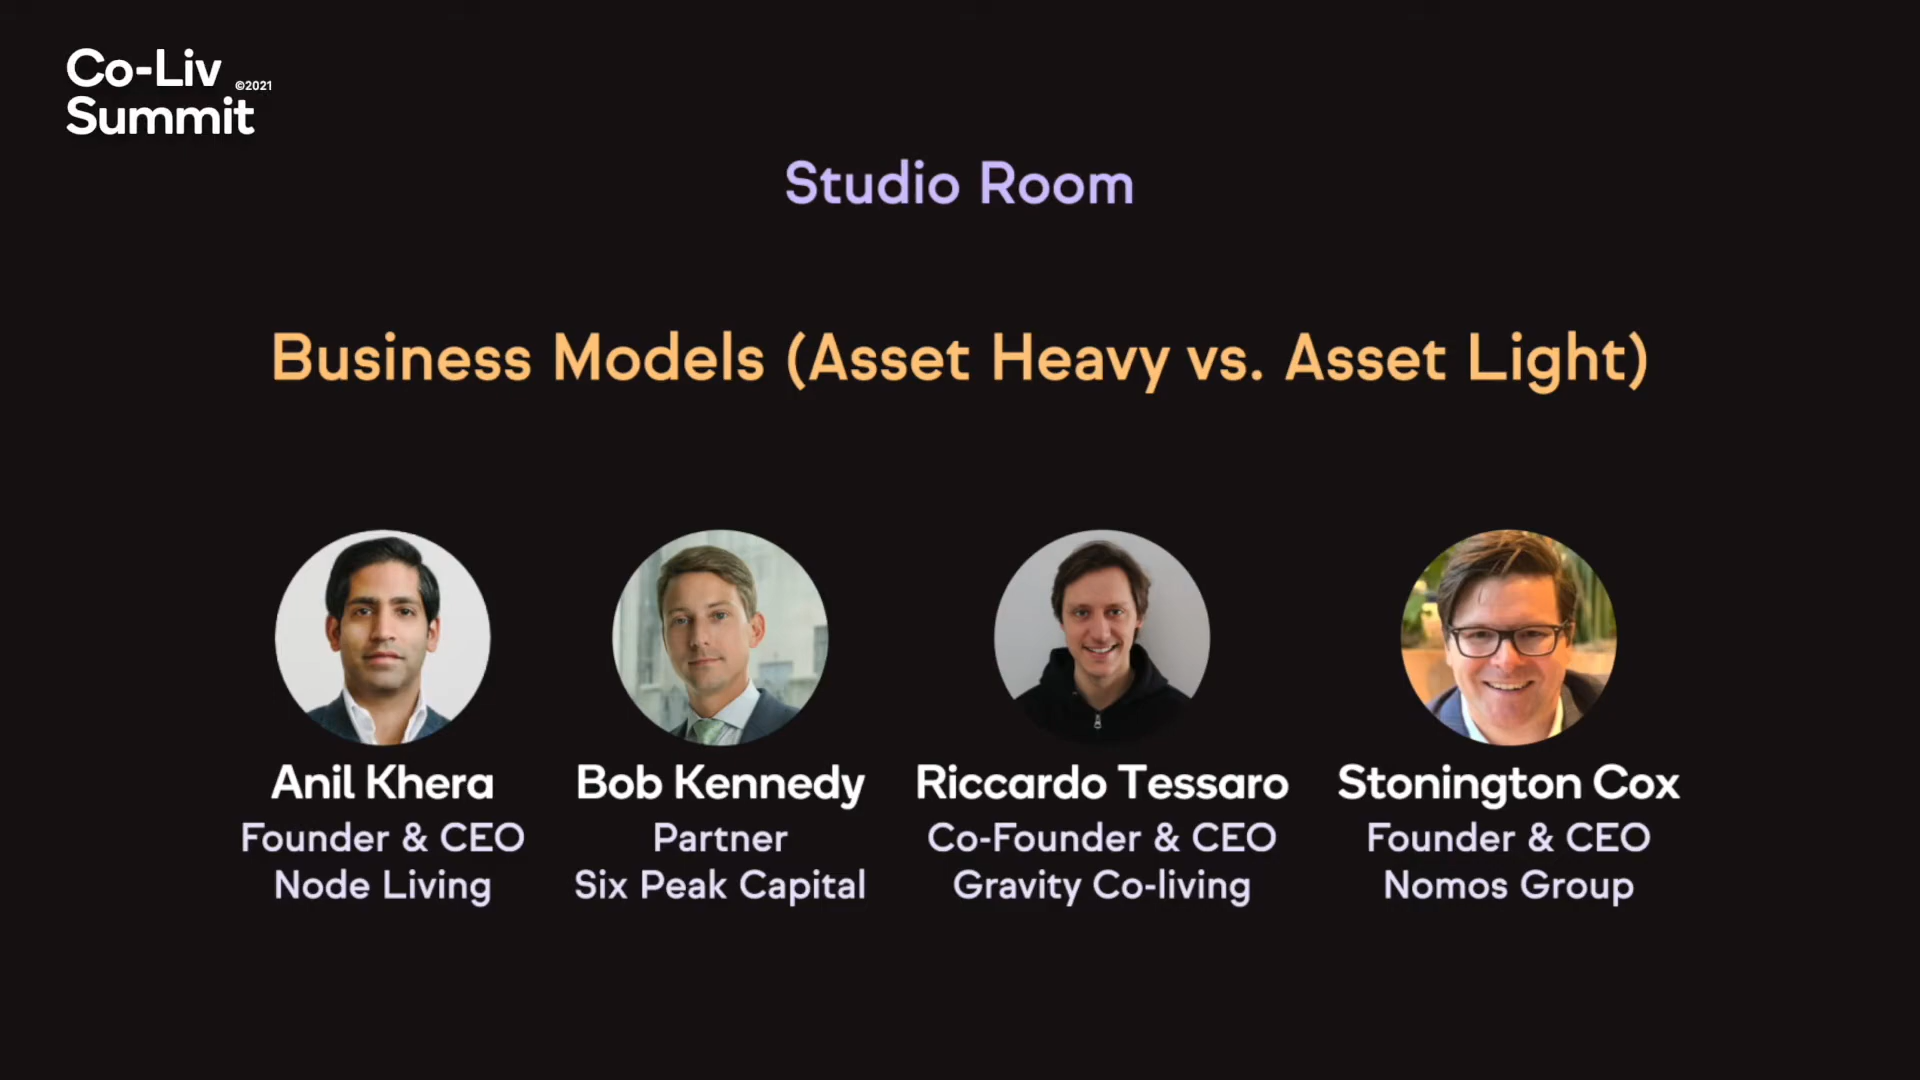 Co-Liv
©2021
Summit
Studio Room
Business Models (Asset Heavy vs. Asset Light)
Anil Khera
Founder & CEO
Node Living
Bob Kennedy
Partner
Six Peak Capital
Riccardo Tessaro
Co-Founder & CEO
Gravity Co-living
Stonington Cox
Founder & CEO
Nomos Group